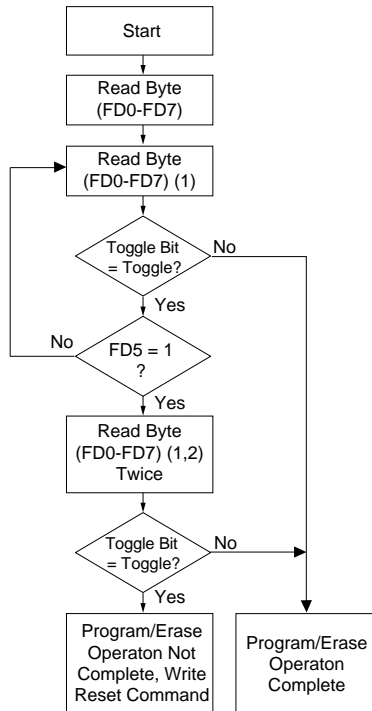 Start
Read Byte
(FD0-FD7)
Read Byte
(FD0-FD7) (1)
Toggle Bit
= Toggle?
No
Yes
No
FD5 = 1
?
Yes
Read Byte
(FD0-FD7) (1,2)
Twice
Toggle Bit
= Toggle?
No
Yes
Program/Erase
Operaton Not
Complete, Write
Reset Command
Program/Erase
Operaton
Complete